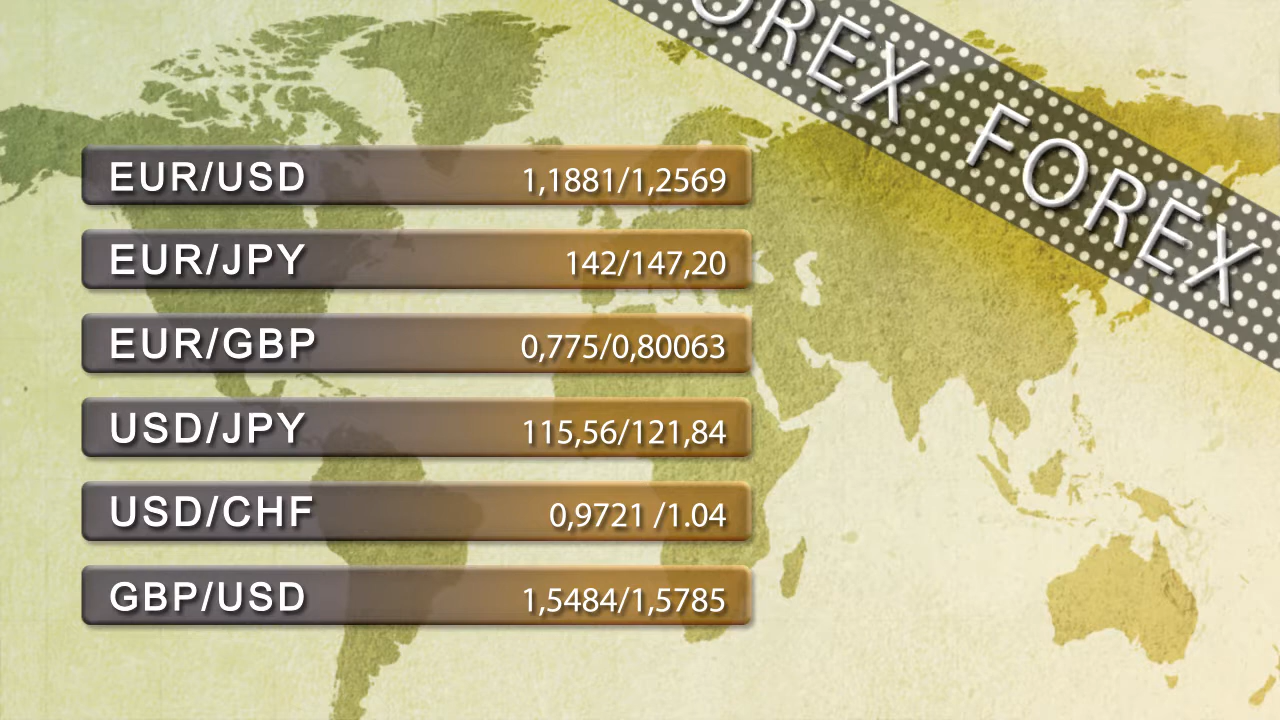 OREX FOREX
EUR/USD 1,1881/1,2569
EUR/JPY 142/147,20
EUR/GBP 0,775/0,80063
USD/JPY 115,56/121,84
USD/CHF 0,9721 /1.04
GBP/USD 1,5484/1,5785